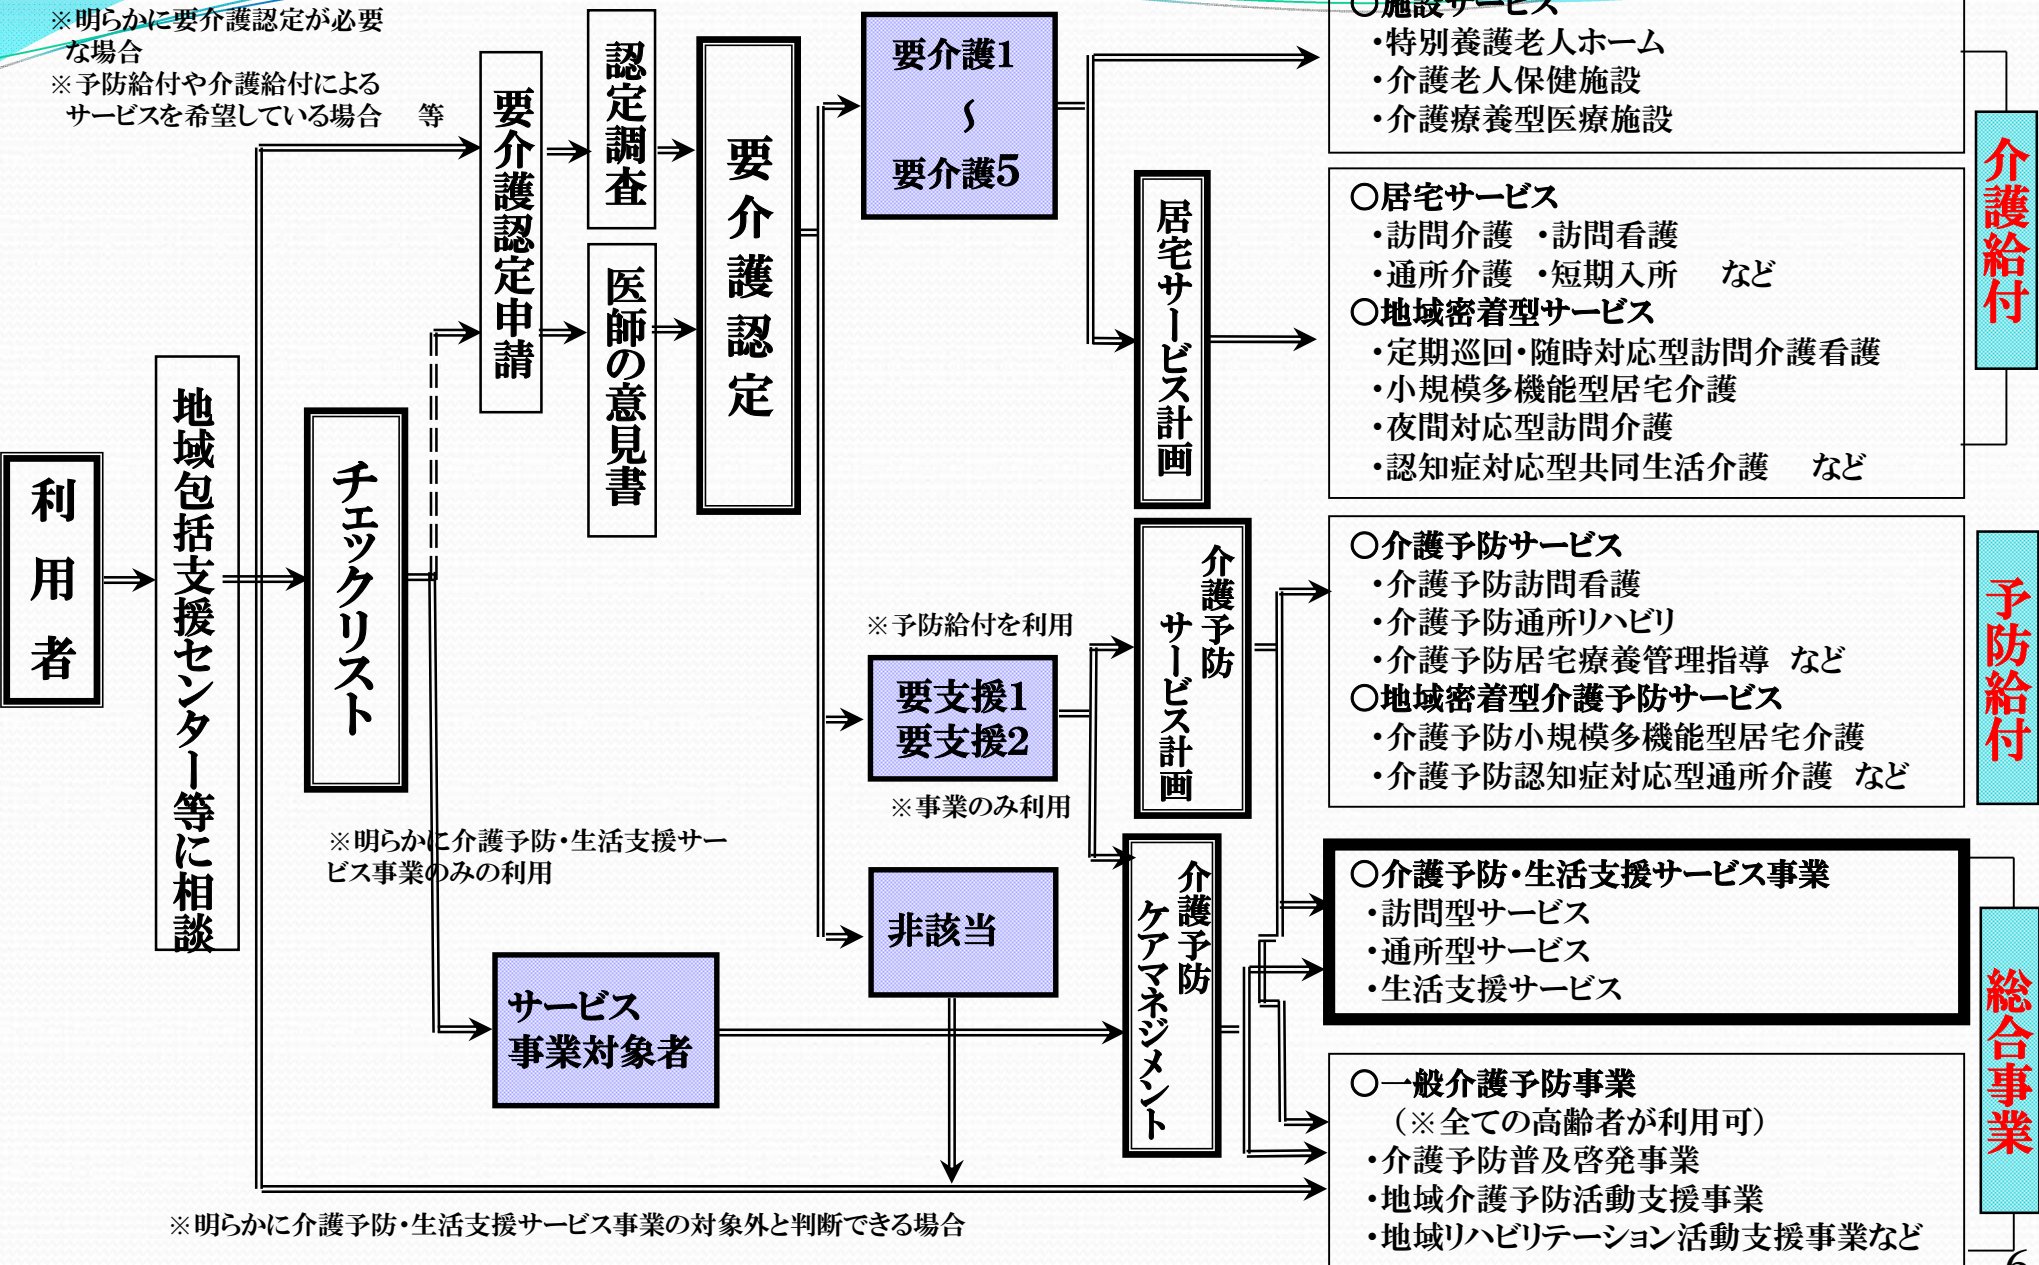 ※明らかに要介護認定が必要
な場合
※予防給付や介護給付による
サービスを希望している場合　等
利用者
地域包括支援センター等に相談
チェックリスト
要介護認定申請
認定調査
医師の意見書
要介護認定
要介護1
～
要介護5
※予防給付を利用
要支援1
要支援2
※事業のみ利用
非該当
※明らかに介護予防・生活支援サー
ビス事業のみの利用
サービス
事業対象者
居宅サービス計画
介護予防
サービス計画
介護予防
ケアマネジメント
〇施設サービス
・特別養護老人ホーム
・介護老人保健施設
・介護療養型医療施設
〇居宅サービス
・訪問介護　・訪問看護
・通所介護　・短期入所　など
〇地域密着型サービス
・定期巡回・随時対応型訪問介護看護
・小規模多機能型居宅介護
・夜間対応型訪問介護
・認知症対応型共同生活介護　など
介護給付
〇介護予防サービス
・介護予防訪問看護
・介護予防通所リハビリ
・介護予防居宅療養管理指導　など
〇地域密着型介護予防サービス
・介護予防小規模多機能型居宅介護
・介護予防認知症対応型通所介護　など
予防給付
〇介護予防・生活支援サービス事業
・訪問型サービス
・通所型サービス
・生活支援サービス
〇一般介護予防事業
（※全ての高齢者が利用可）
・介護予防普及啓発事業
・地域介護予防活動支援事業
・地域リハビリテーション活動支援事業など
総合事業
※明らかに介護予防・生活支援サービス事業の対象外と判断できる場合
6